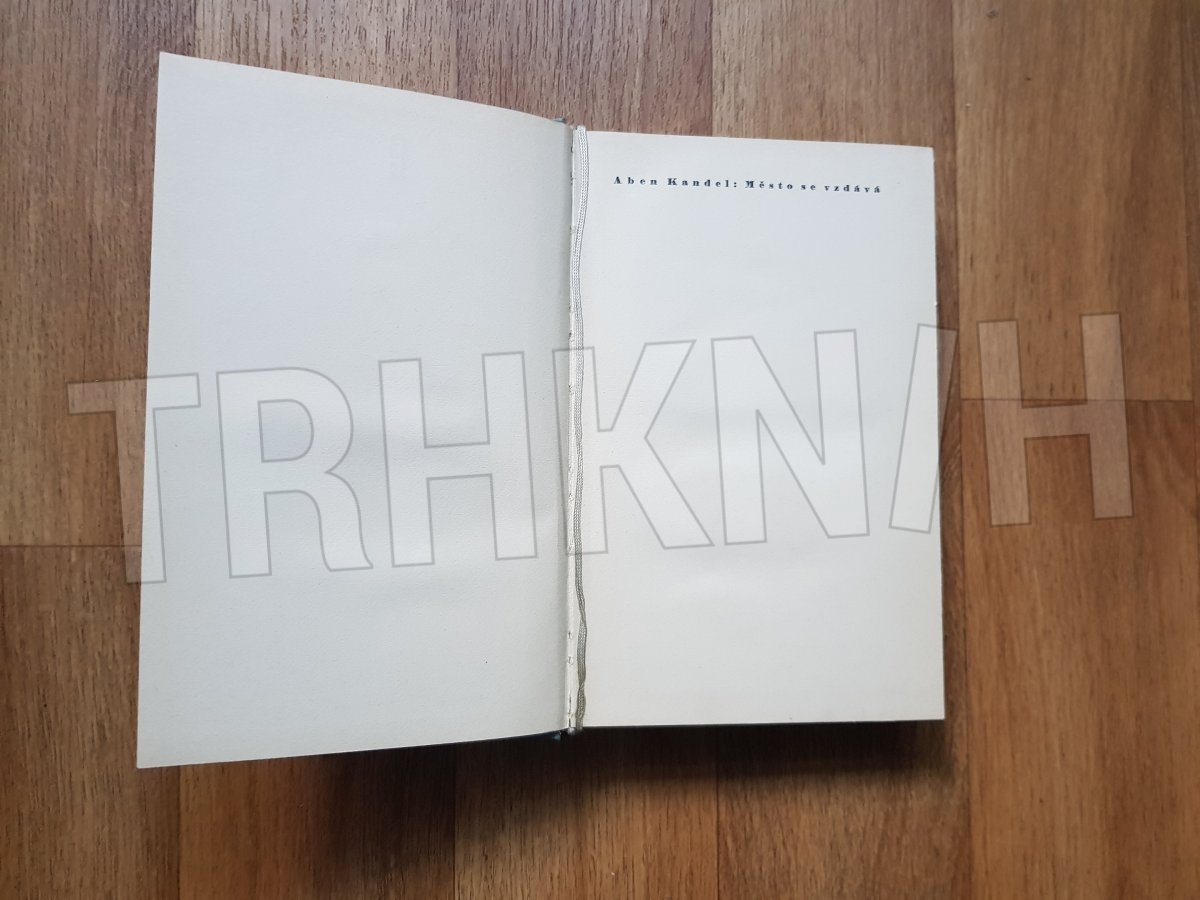 Aben Kandel: Město se vzdává
TRHKNIH